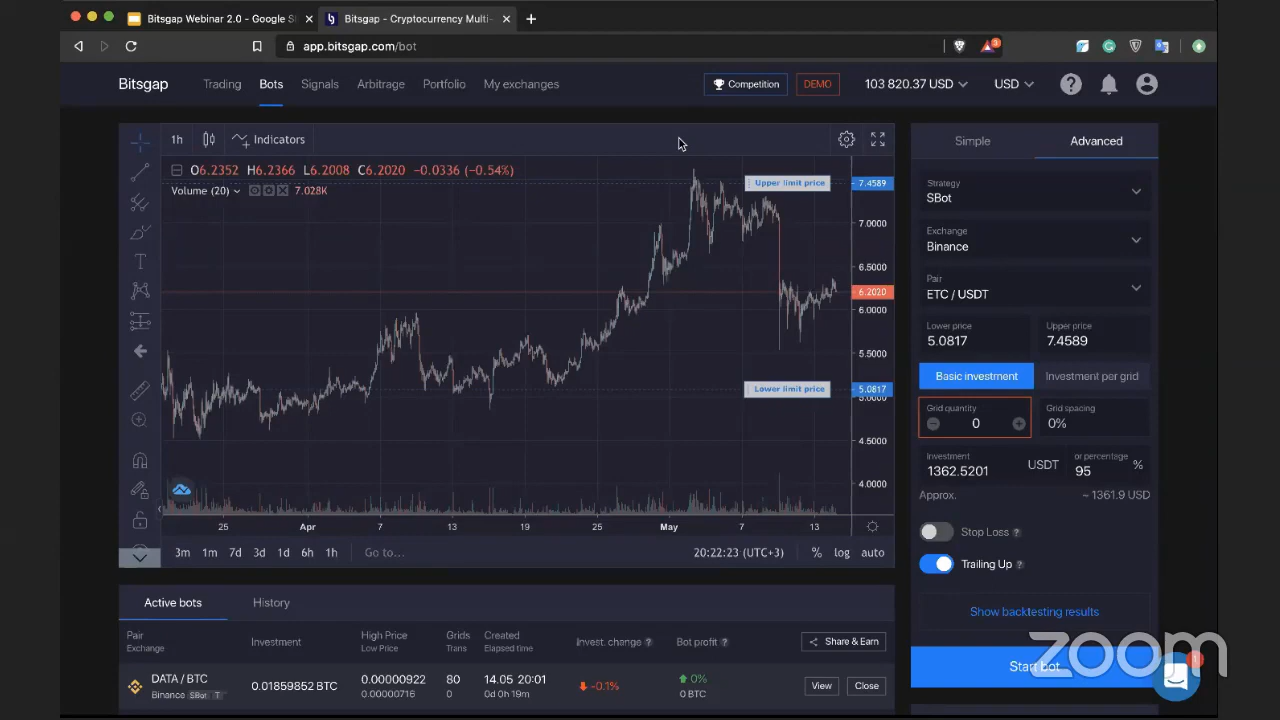 Bitsgap Webinar 2.0 - Google Sl
Bitsgap - Cryptocurrency Multi-
app.bitsgap.com/bot
3
Bitsgap
Trading
Bots
Signals
Arbitrage
Portfolio
My exchanges
Competition
DEMO
103 820.37 USD
USD
1h
Indicators
O6.2352 H6.2366 L6.2008 C6.2020 −0.0336 (−0.54%)
Volume (20)
7.028K
Upper limit price
7.4589
7.0000
6.5000
6.2020
6.0000
5.5000
Lower limit price
5.0817
5.0000
4.5000
4.0000
25
Apr
7
13
19
25
May
7
13
3m 1m 7d 3d 1d 6h 1h
Go to...
20:22:23 (UTC+3)
% log auto
Simple
Advanced
Strategy
SBot
Exchange
Binance
Pair
ETC / USDT
Lower price
5.0817
Upper price
7.4589
Basic investment
Investment per grid
Grid quantity
0
Grid spacing
0%
Investment
1362.5201
USDT
or percentage
95
%
Approx.
~ 1361.9 USD
Stop Loss ?
Trailing Up ?
Show backtesting results
Start bot
Active bots
History
Pair
Exchange
Investment
High Price
Low Price
Grids
Trans
Created
Elapsed time
Invest. change ?
Bot profit ?
Share & Earn
DATA / BTC
Binance SBot T
0.01859852 BTC
0.00000922
0.00000716
80
0
14.05 20:01
0d 0h 19m
-0.1%
0%
0 BTC
View
Close
zoom
1